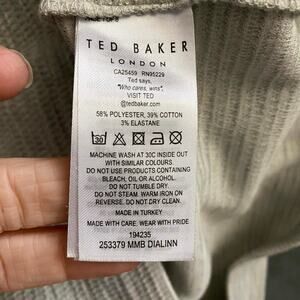 TED BAKER
LONDON
CA25459 RN95229
Ted says,
"Who cares, wins".
VISIT TED
@tedbaker.com
58% POLYESTER, 39% COTTON
3% ELASTANE
MACHINE WASH AT 30C INSIDE OUT
WITH SIMILAR COLOURS.
DO NOT USE PRODUCTS CONTAINING
BLEACH, OIL OR ALCOHOL.
DO NOT TUMBLE DRY.
DO NOT STEAM. WARM IRON ON
REVERSE. DO NOT DRY CLEAN.
MADE IN TURKEY
MADE WITH CARE. WEAR WITH PRIDE
194235
253379 MMB DIALINN